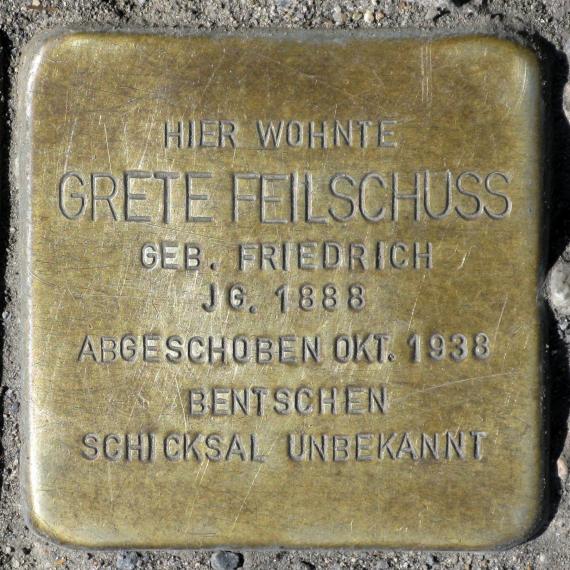 HIER WOHNTE
GRETE FEILSCHUSS
GEB. FRIEDRICH
JG. 1888
ABGESCHOBEN OKT. 1938
BENTSCHEN
SCHICKSAL UNBEKANNT